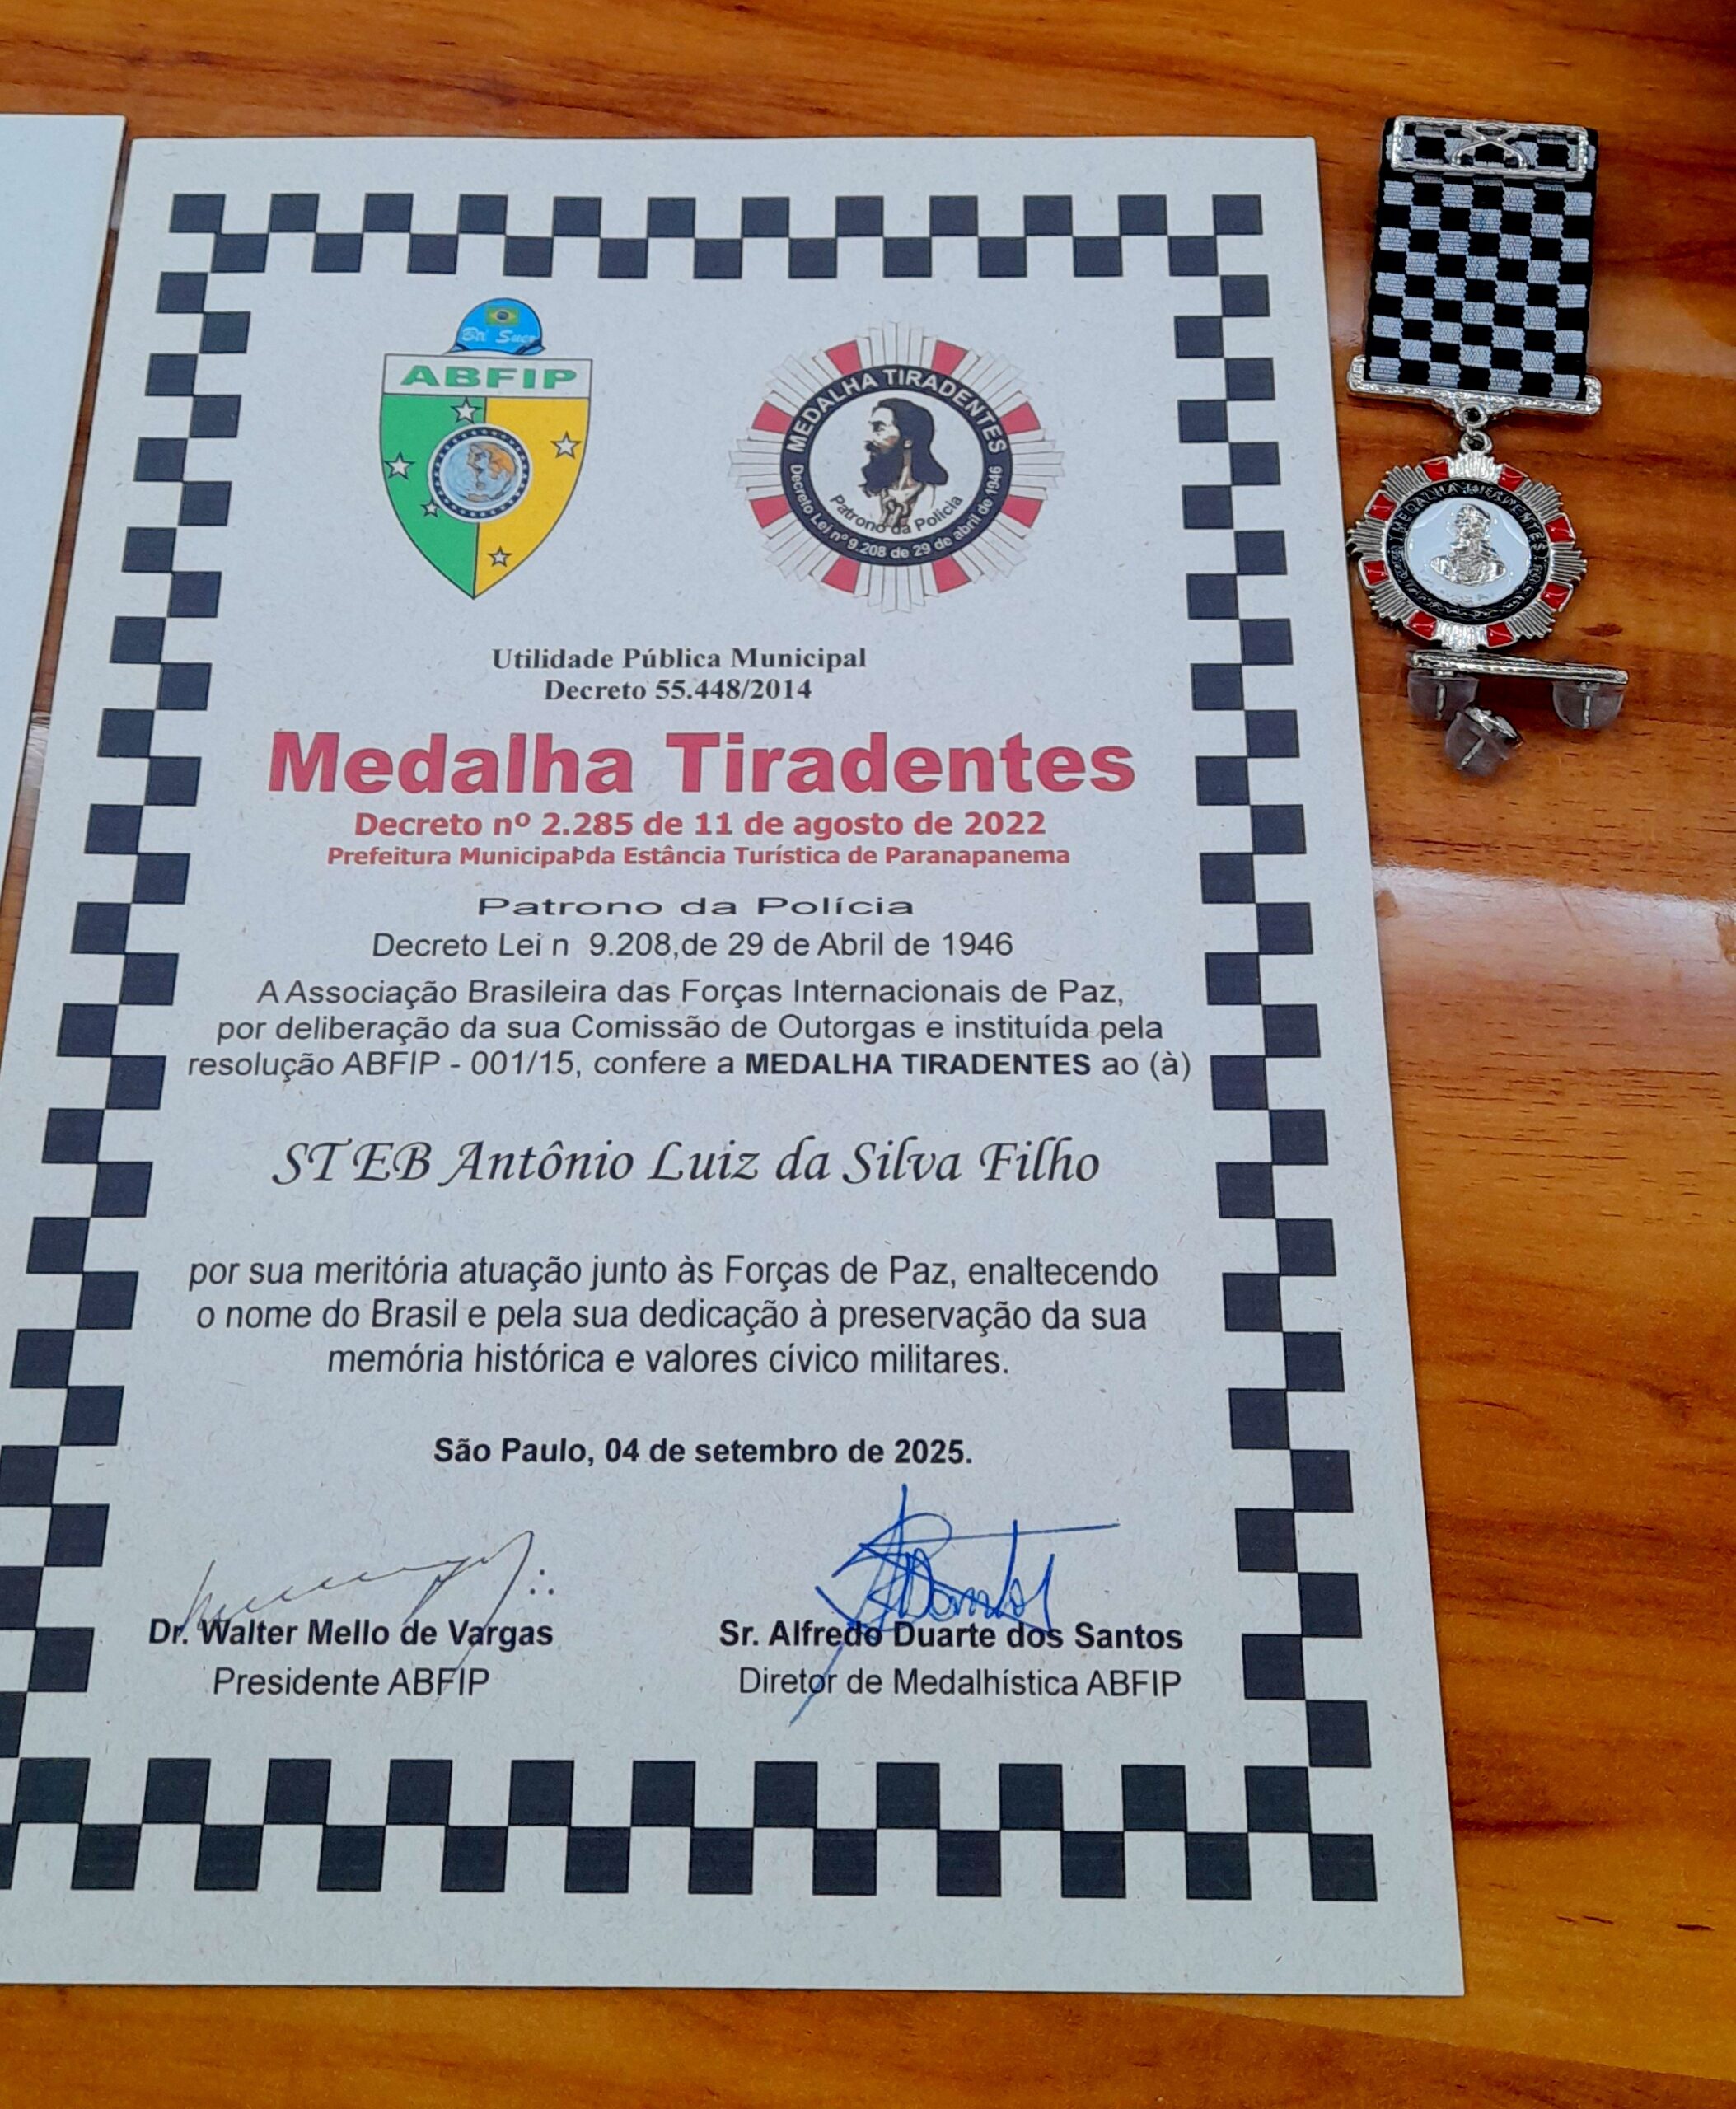 Btl Suez
ABFIP
MEDALHA TIRADENTES
Patrono da Polícia
Decreto Lei nº 9.208 de 29 de abril de 1946
MEDALHA TIRADENTES
Utilidade Pública Municipal
Decreto 55.448/2014
Medalha Tiradentes
Decreto nº 2.285 de 11 de agosto de 2022
Prefeitura Municipal da Estância Turística de Paranapanema
Patrono da Polícia
Decreto Lei n 9.208,de 29 de Abril de 1946
A Associação Brasileira das Forças Internacionais de Paz,
por deliberação da sua Comissão de Outorgas e instituída pela
resolução ABFIP - 001/15, confere a MEDALHA TIRADENTES ao (à)
ST EB Antônio Luiz da Silva Filho
por sua meritória atuação junto às Forças de Paz, enaltecendo
o nome do Brasil e pela sua dedicação à preservação da sua
memória histórica e valores cívico militares.
São Paulo, 04 de setembro de 2025.
Dr. Walter Mello de Vargas
Presidente ABFIP
Sr. Alfredo Duarte dos Santos
Diretor de Medalhística ABFIP